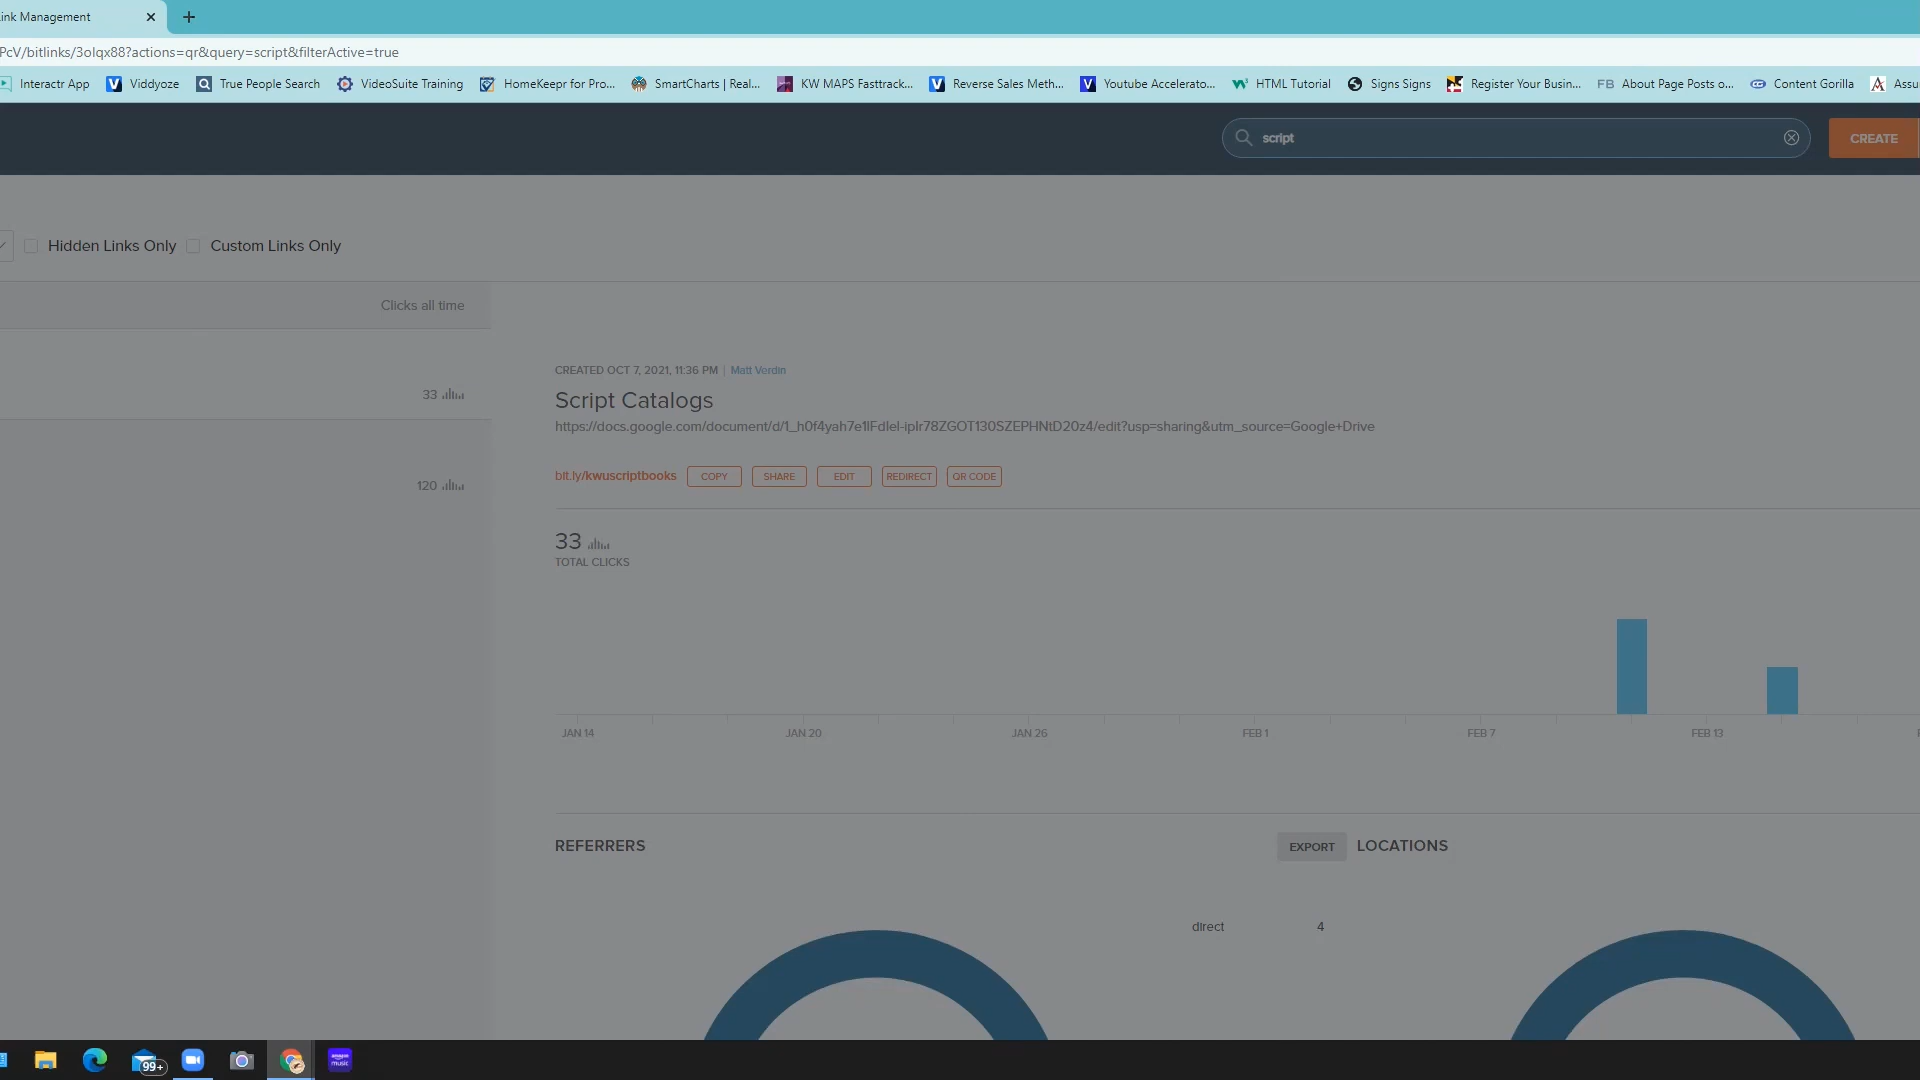 ink Management
PcV/bitlinks/3olqx88?actions=qr&query=script&filterActive=true
Interactr App Viddyoze True People Search VideoSuite Training HomeKeepr for Pro... SmartCharts | Real... KW MAPS Fasttrack... Reverse Sales Meth... Youtube Accelerato... HTML Tutorial Signs Signs Register Your Busin... FB About Page Posts o... Content Gorilla Assu
script CREATE
Hidden Links Only Custom Links Only
Clicks all time
33
120
CREATED OCT 7, 2021, 11:36 PM | Matt Verdin
Script Catalogs
https://docs.google.com/document/d/1_h0f4yah7e1lFdIeI-ipIr78ZGOT130SZEPHNtD20z4/edit?usp=sharing&utm_source=Google+Drive
bit.ly/kwuscriptbooks COPY SHARE EDIT REDIRECT QR CODE
33
TOTAL CLICKS
JAN 14 JAN 20 JAN 26 FEB 1 FEB 7 FEB 13
REFERRERS EXPORT LOCATIONS
direct 4
99+ amazon music